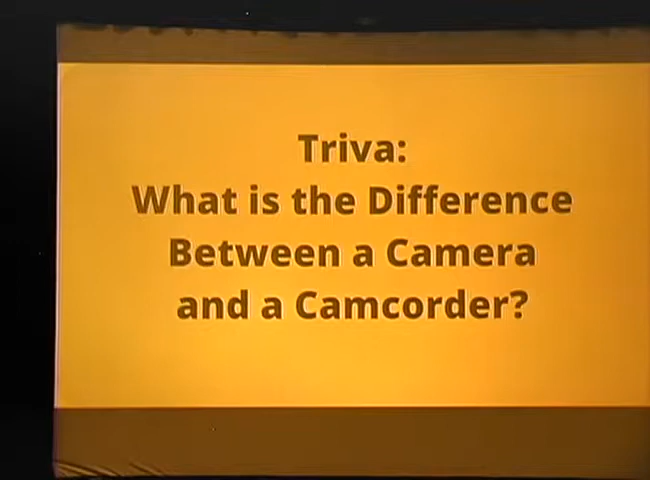 Triva:
What is the Difference
Between a Camera
and a Camcorder?